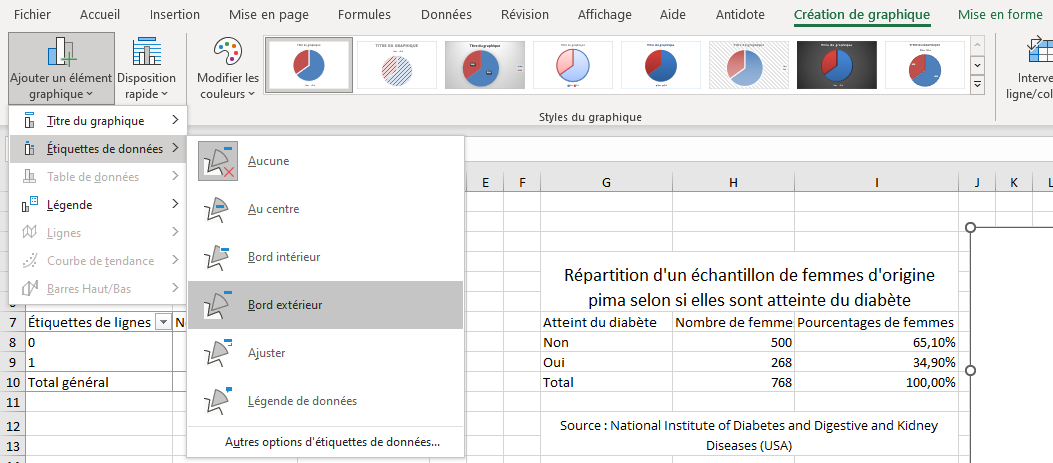 Fichier Accueil Insertion Mise en page Formules Données Révision Affichage Aide Antidote Création de graphique Mise en forme
Ajouter un élément graphique
Disposition rapide
Modifier les couleurs
Styles du graphique
Interve
ligne/col
Titre du graphique
Étiquettes de données
Table de données
Légende
Lignes
Courbe de tendance
Barres Haut/Bas
Aucune
Au centre
Bord intérieur
Bord extérieur
Ajuster
Légende de données
Autres options d'étiquettes de données...
E F G H I J K L
Répartition d'un échantillon de femmes d'origine
pima selon si elles sont atteinte du diabète
7 Étiquettes de lignes N Atteint du diabète Nombre de femme Pourcentages de femmes
8 0 Non 500 65,10%
9 1 Oui 268 34,90%
10 Total général Total 768 100,00%
11
12 Source : National Institute of Diabetes and Digestive and Kidney
13 Diseases (USA)